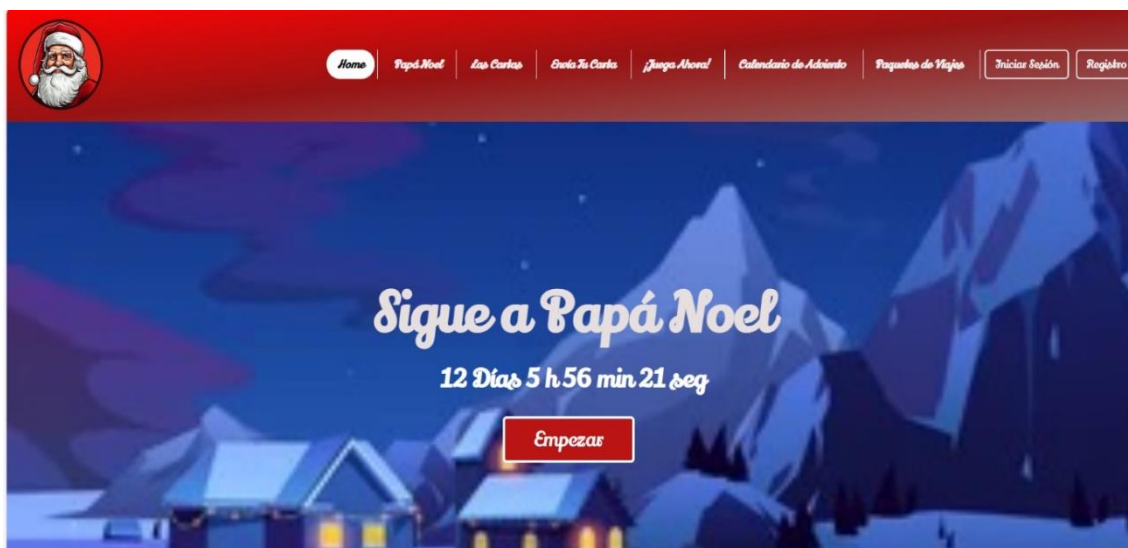 Home Papá Noel Las Cartas Envía Tu Carta ¡Juega Ahora! Calendario de Adviento Paquetes de Viajes Iniciar Sesión Registro
Sigue a Papá Noel
12 Días 5 h 56 min 21 seg
Empezar